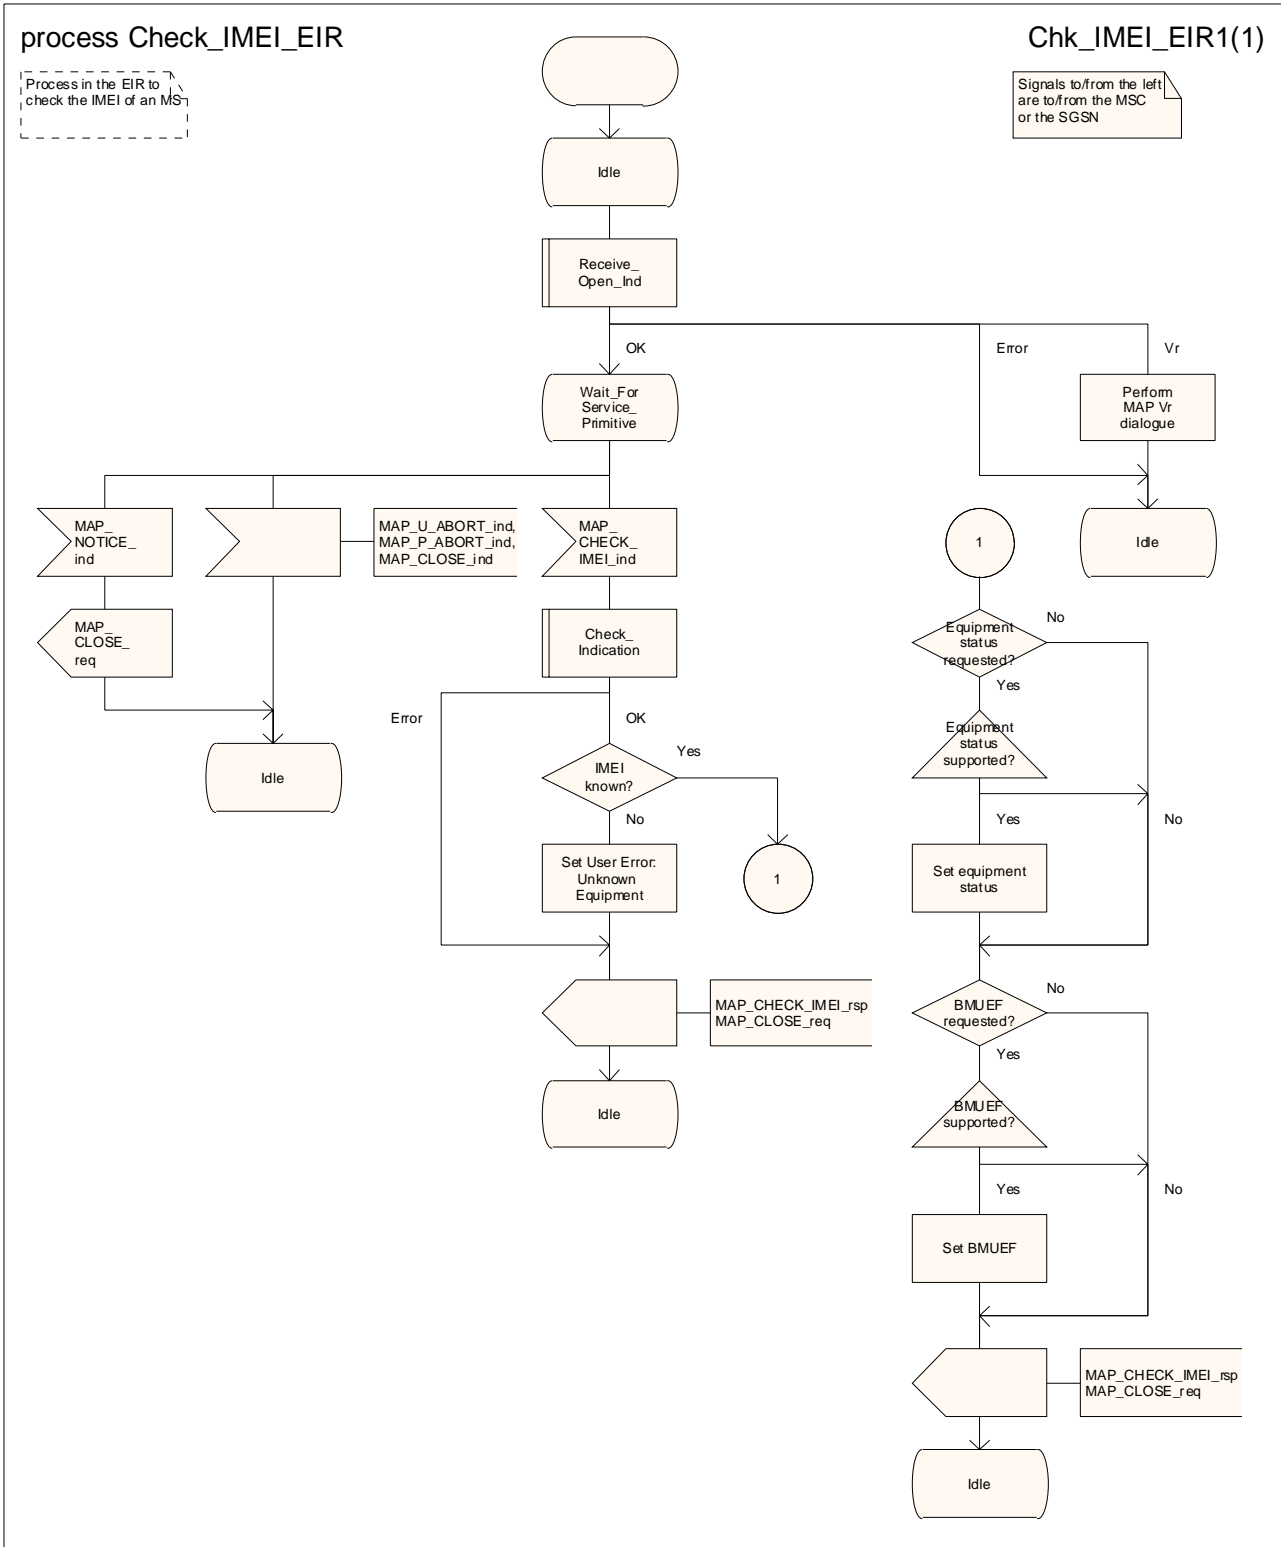 process Check_IMEI_EIR
Chk_IMEI_EIR1(1)
Process in the EIR to
check the IMEI of an MS
Signals to/from the left
are to/from the MSC
or the SGSN
Idle
Receive_
Open_Ind
OK
Error
Vr
Wait_For
Service_
Primitive
Perform
MAP Vr
dialogue
MAP_
NOTICE_
ind
MAP_U_ABORT_ind,
MAP_P_ABORT_ind,
MAP_CLOSE_ind
MAP_
CHECK_
IMEI_ind
1
Idle
MAP_
CLOSE_
req
Check_
Indication
Equipment
status
requested?
No
Yes
Error
OK
Equipment
status
supported?
Idle
IMEI
known?
Yes
No
Yes
No
Set User Error:
Unknown
Equipment
1
Set equipment
status
MAP_CHECK_IMEI_rsp
MAP_CLOSE_req
BMUEF
requested?
No
Yes
Idle
BMUEF
supported?
Yes
No
Set BMUEF
MAP_CHECK_IMEI_rsp
MAP_CLOSE_req
Idle